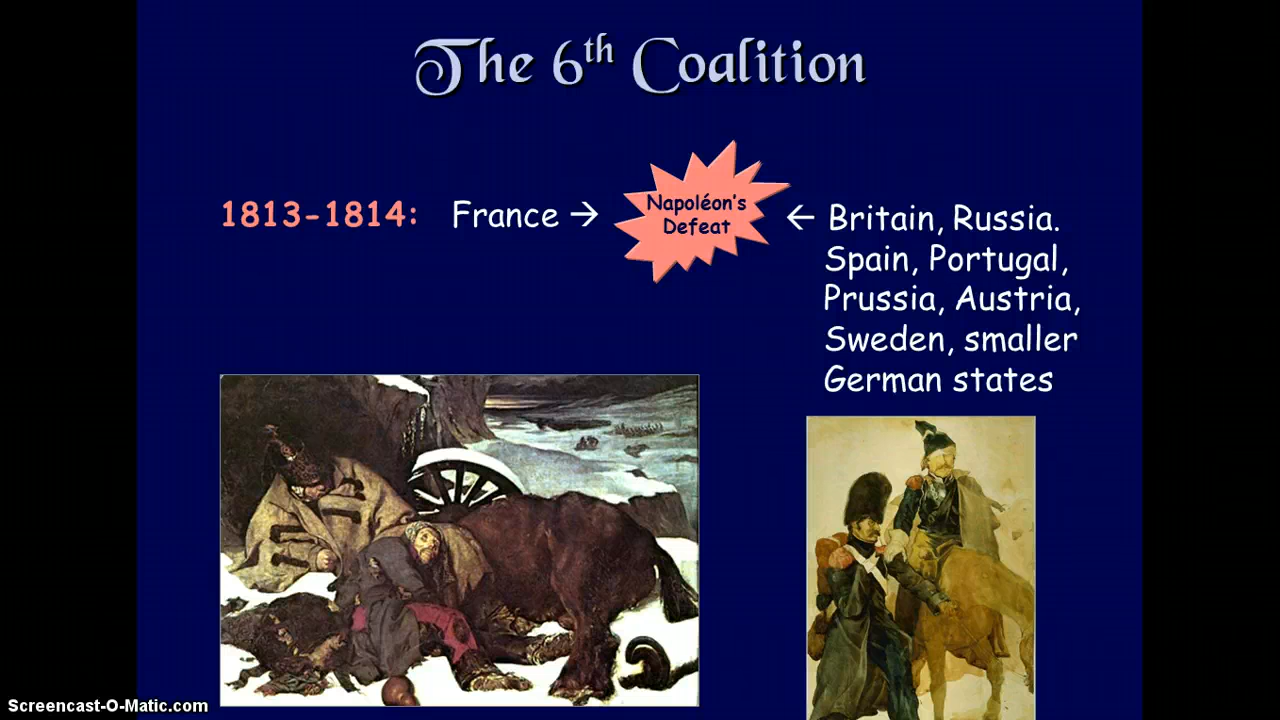 The 6th Coalition
1813-1814: France → Napoléon's Defeat ← Britain, Russia.
Spain, Portugal,
Prussia, Austria,
Sweden, smaller
German states
Screencast-O-Matic.com